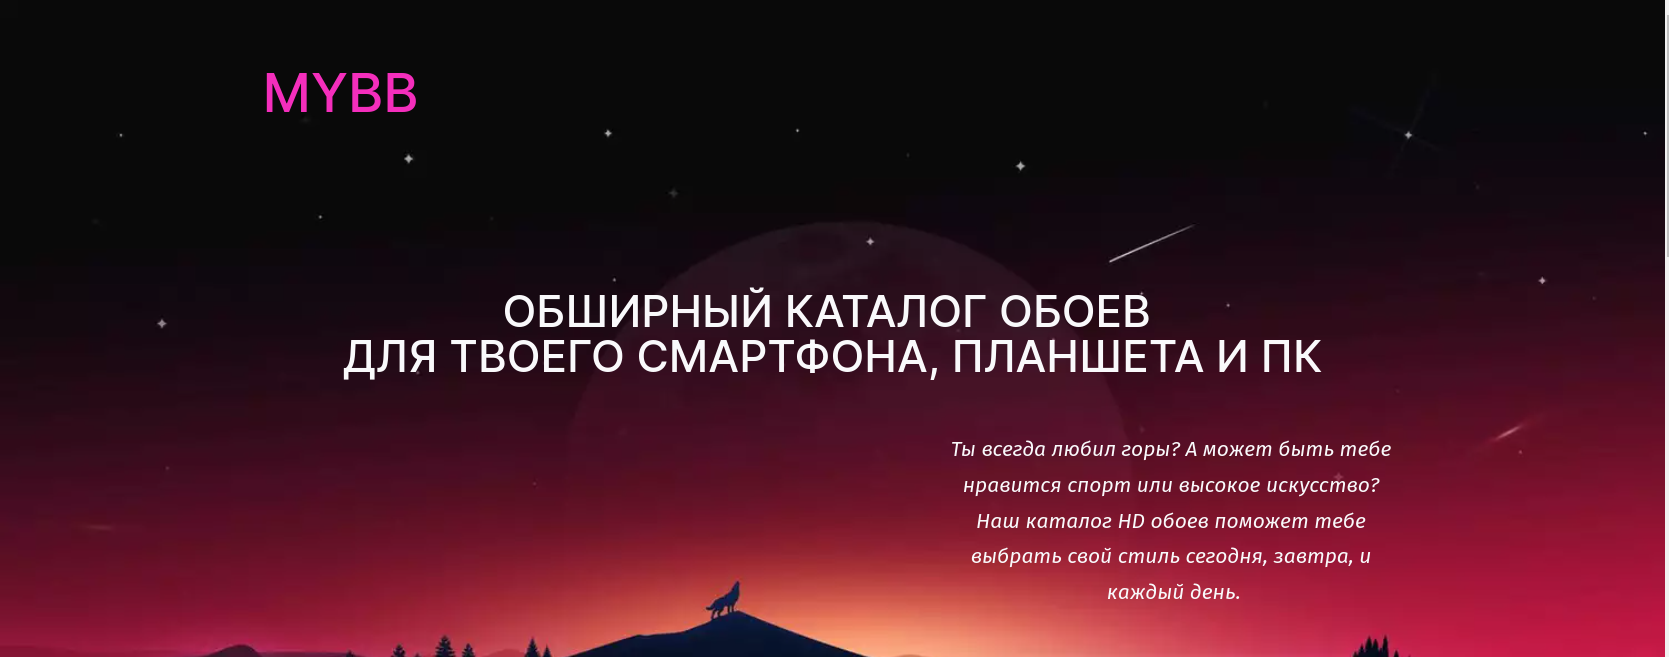 MYBB
ОБШИРНЫЙ КАТАЛОГ ОБОЕВ
ДЛЯ ТВОЕГО СМАРТФОНА, ПЛАНШЕТА И ПК
Ты всегда любил горы? А может быть тебе
нравится спорт или высокое искусство?
Наш каталог HD обоев поможет тебе
выбрать свой стиль сегодня, завтра, и
каждый день.